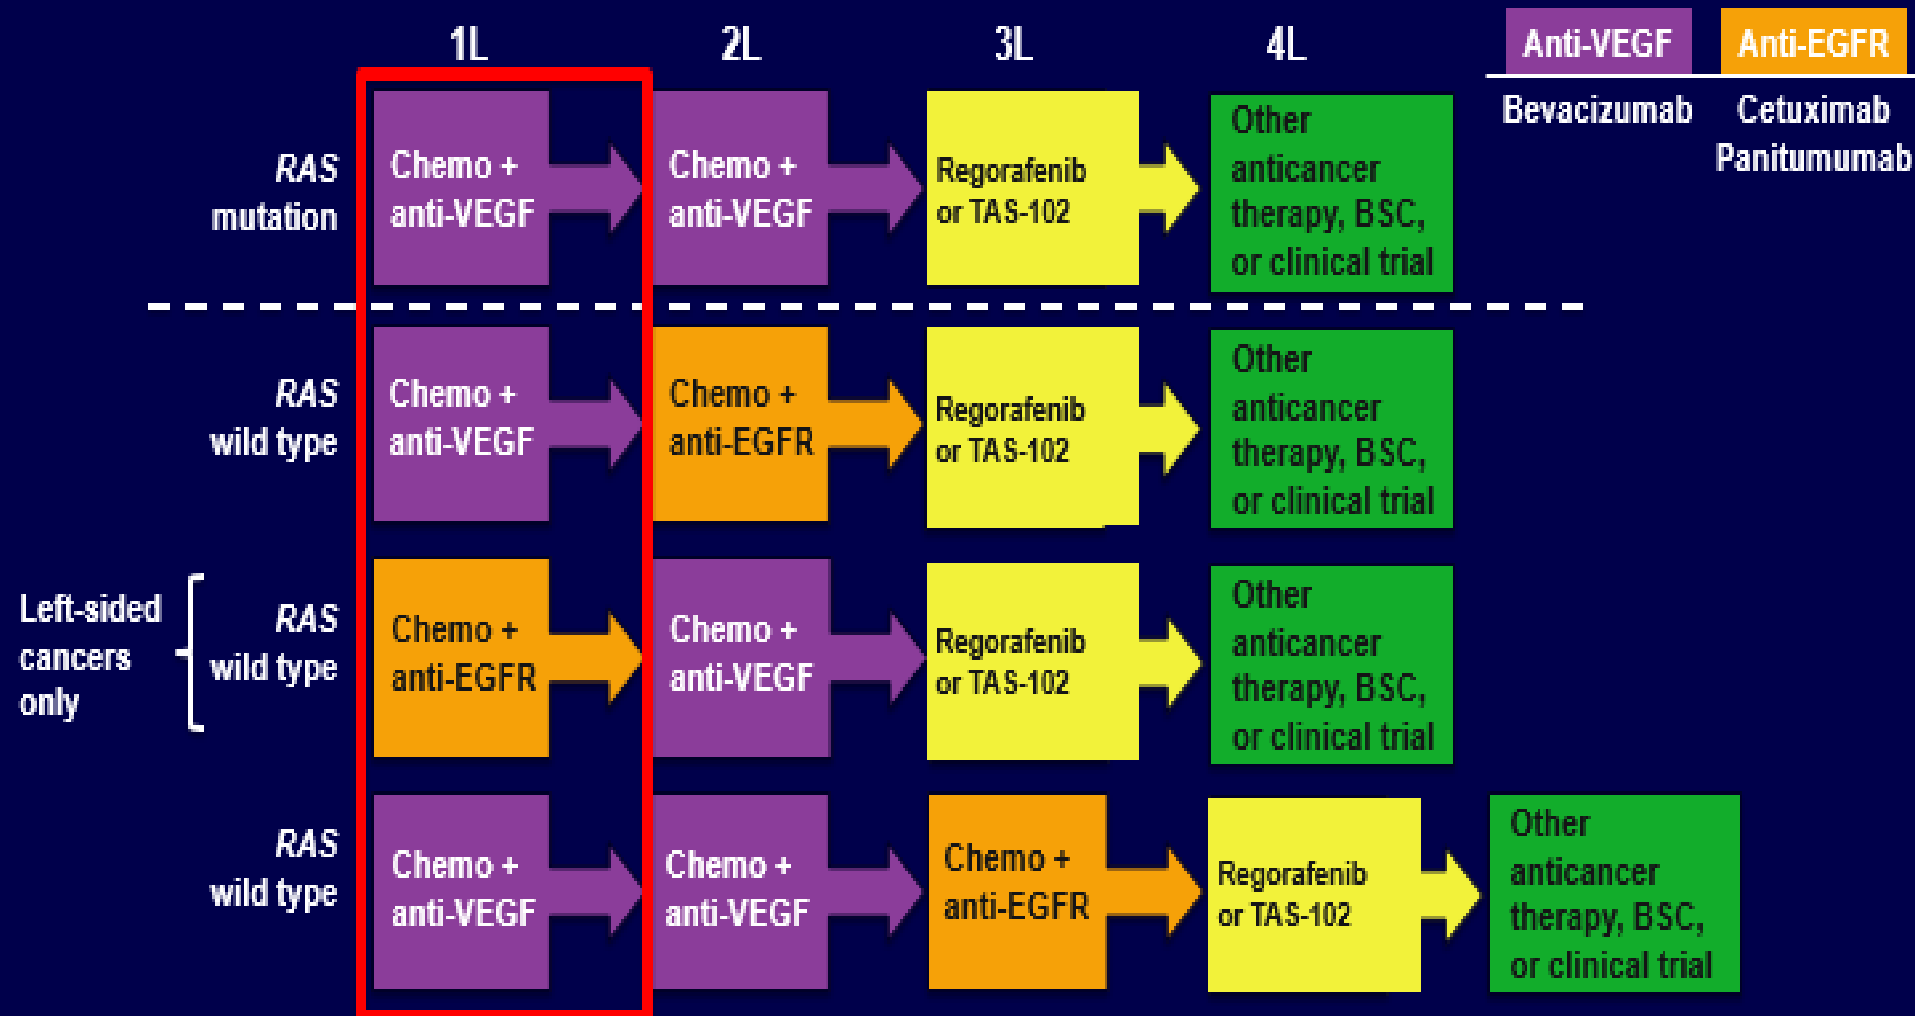 1L
2L
3L
4L
Anti-VEGF
Anti-EGFR
Bevacizumab
Cetuximab
Panitumumab
RAS
mutation
Chemo +
anti-VEGF
Chemo +
anti-VEGF
Regorafenib
or TAS-102
Other
anticancer
therapy, BSC,
or clinical trial
RAS
wild type
Chemo +
anti-VEGF
Chemo +
anti-EGFR
Regorafenib
or TAS-102
Other
anticancer
therapy, BSC,
or clinical trial
Left-sided
cancers
only
RAS
wild type
Chemo +
anti-EGFR
Chemo +
anti-VEGF
Regorafenib
or TAS-102
Other
anticancer
therapy, BSC,
or clinical trial
RAS
wild type
Chemo +
anti-VEGF
Chemo +
anti-VEGF
Chemo +
anti-EGFR
Regorafenib
or TAS-102
Other
anticancer
therapy, BSC,
or clinical trial